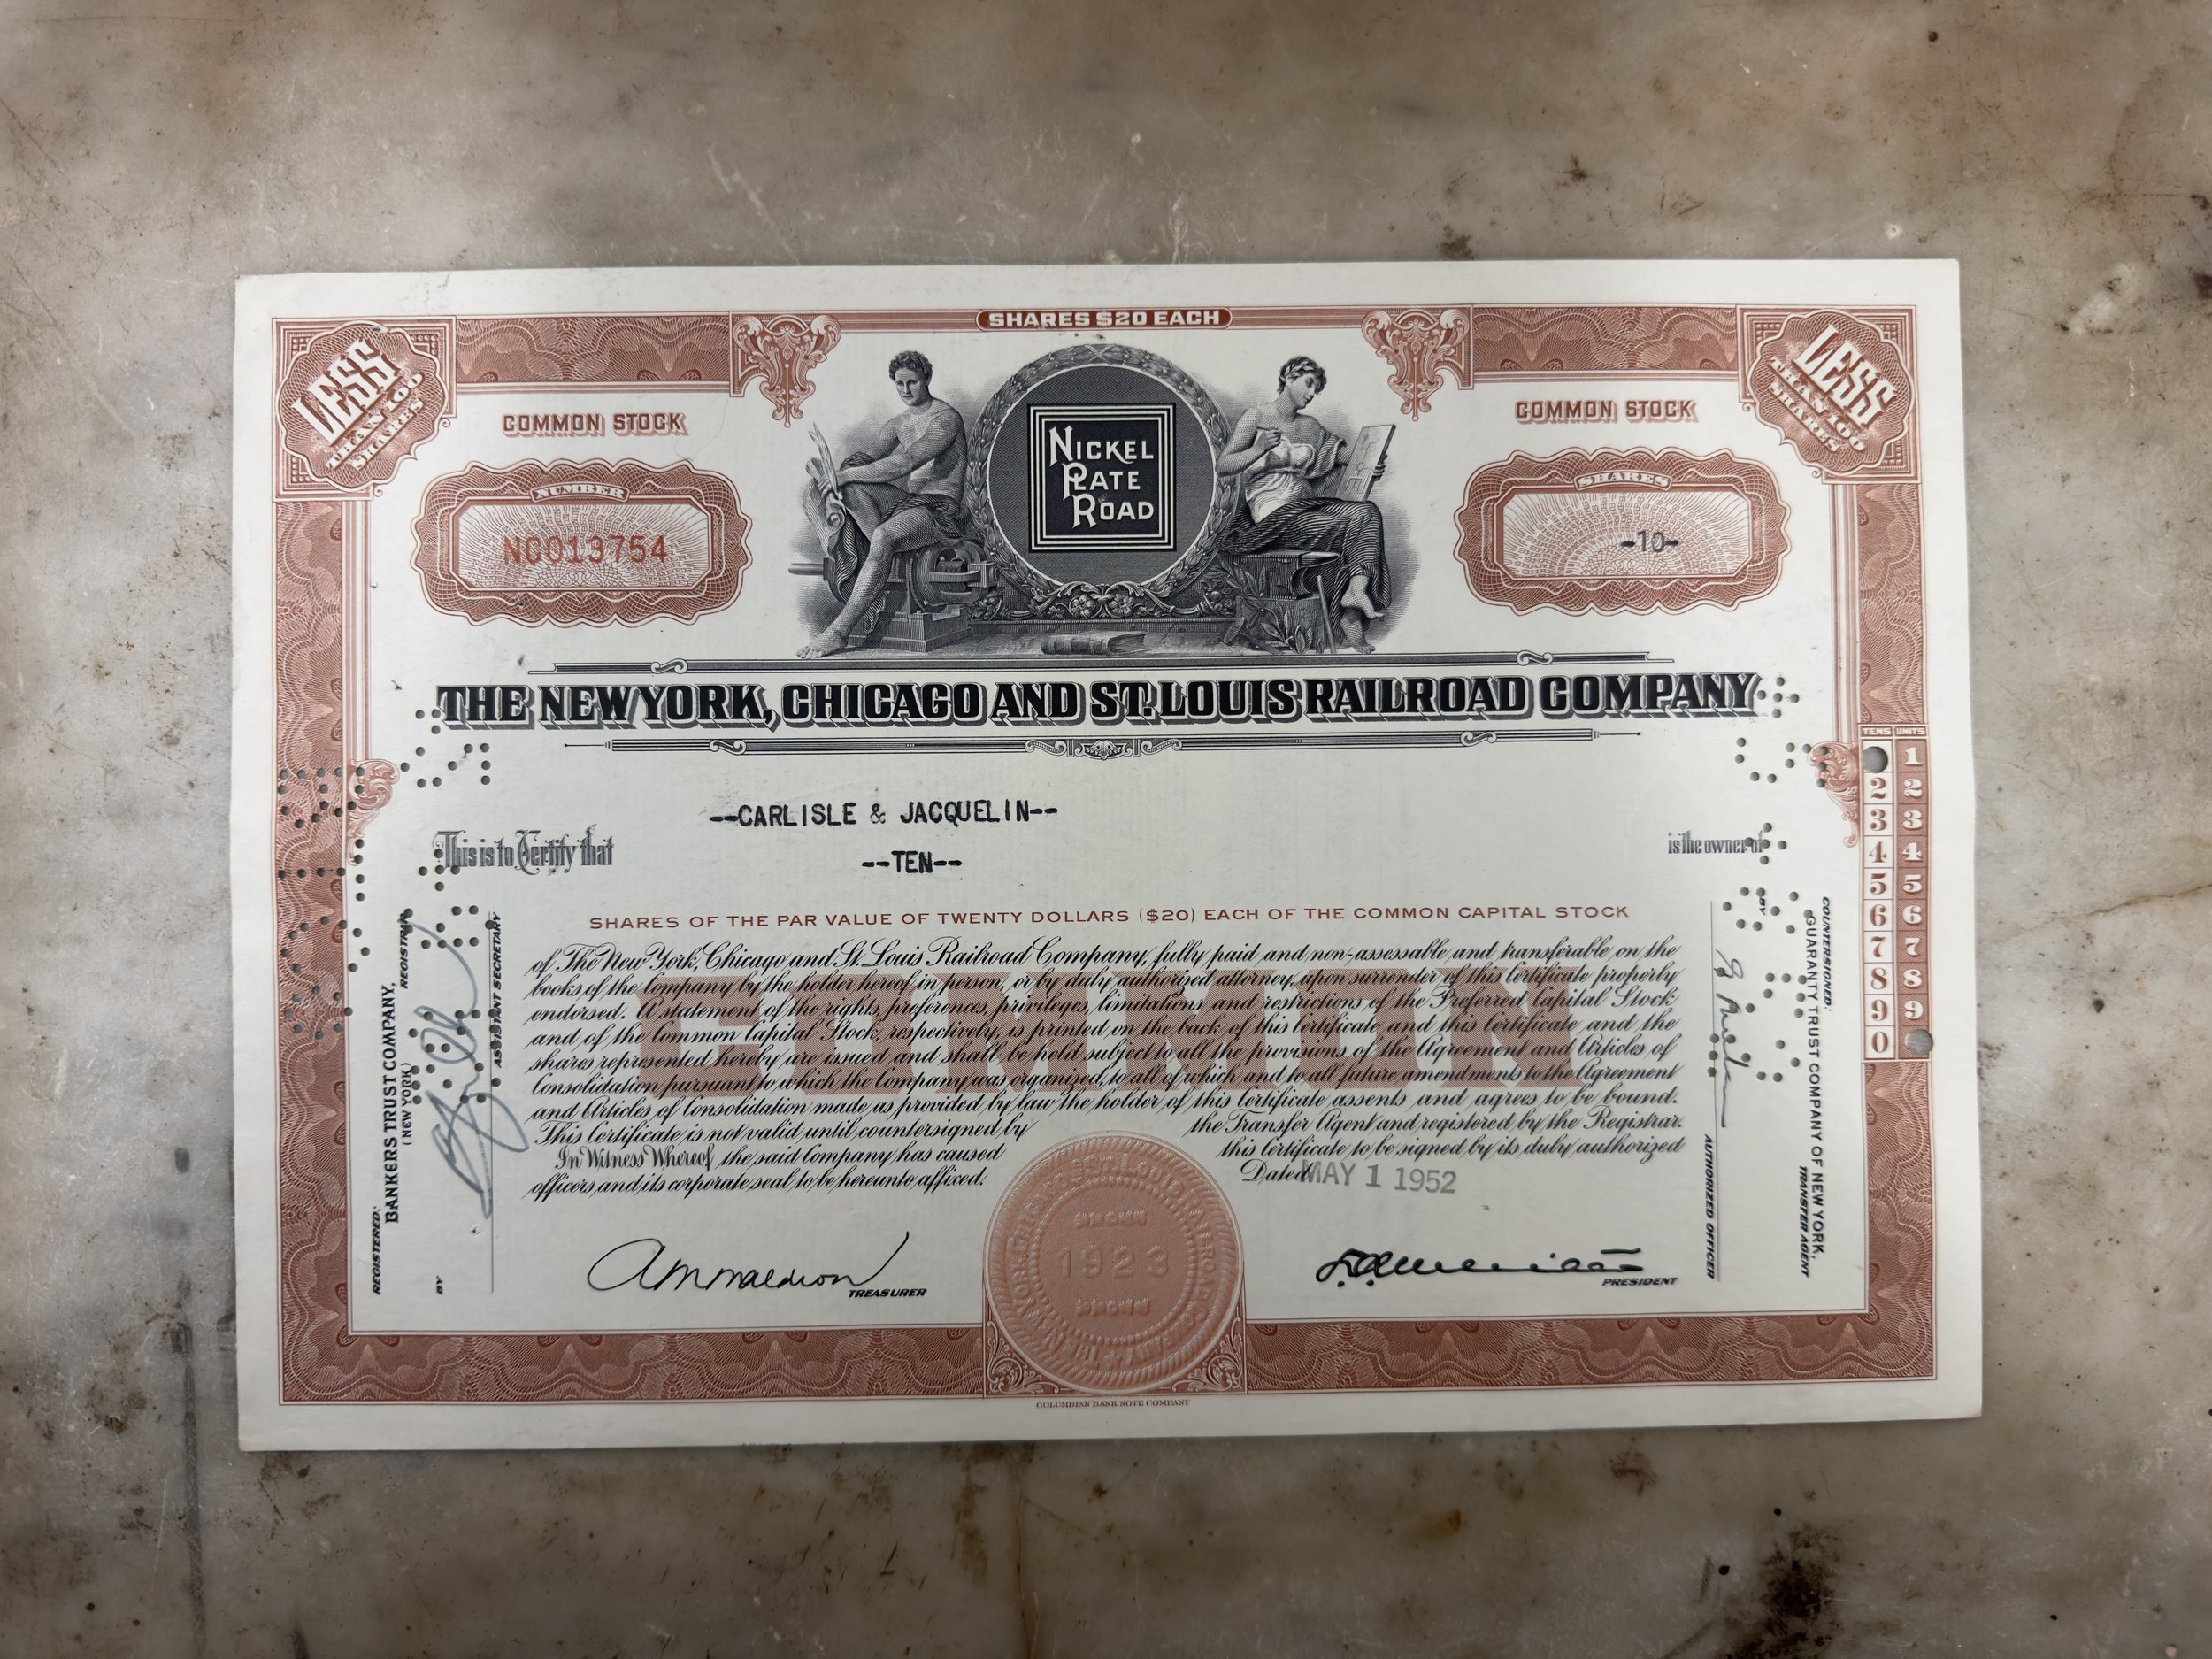 SHARES $20 EACH
LESS
THAN 100
SHARES
LESS
THAN 100
SHARES
COMMON STOCK
COMMON STOCK
NICKEL
PLATE
ROAD
NUMBER
NC013754
SHARES
-10-
THE NEW YORK, CHICAGO AND ST. LOUIS RAILROAD COMPANY
TENS UNITS
1
2 2
3 3
4 4
5 5
6 6
7 7
8 8
9 9
0
--CARLISLE & JACQUELIN--
This is to Certify that
is the owner of
--TEN--
SHARES OF THE PAR VALUE OF TWENTY DOLLARS ($20) EACH OF THE COMMON CAPITAL STOCK
of The New York, Chicago and St. Louis Railroad Company, fully paid and non-assessable and transferable on the
books of the Company by the holder hereof in person, or by duly authorized attorney, upon surrender of this Certificate properly
endorsed. A statement of the rights, preferences, privileges, limitations and restrictions of the Preferred Capital Stock
and of the Common Capital Stock, respectively, is printed on the back of this Certificate and this Certificate and the
shares represented hereby are issued and shall be held subject to all the provisions of the Agreement and Articles of
Consolidation pursuant to which the Company was organized, to all of which and to all future amendments to the Agreement
and Articles of Consolidation made as provided by law the holder of this Certificate assents and agrees to be bound.
This Certificate is not valid until countersigned by the Transfer Agent and registered by the Registrar.
In Witness Whereof the said Company has caused this Certificate to be signed by its duly authorized
officers and its corporate seal to be hereunto affixed. Dated MAY 1 1952
TREASURER
PRESIDENT
1923
COLUMBIAN BANK NOTE COMPANY
REGISTERED:
BANKERS TRUST COMPANY,
(NEW YORK) REGISTRAR
BY
ASSISTANT SECRETARY
COUNTERSIGNED:
GUARANTY TRUST COMPANY OF NEW YORK,
TRANSFER AGENT
BY
AUTHORIZED OFFICER